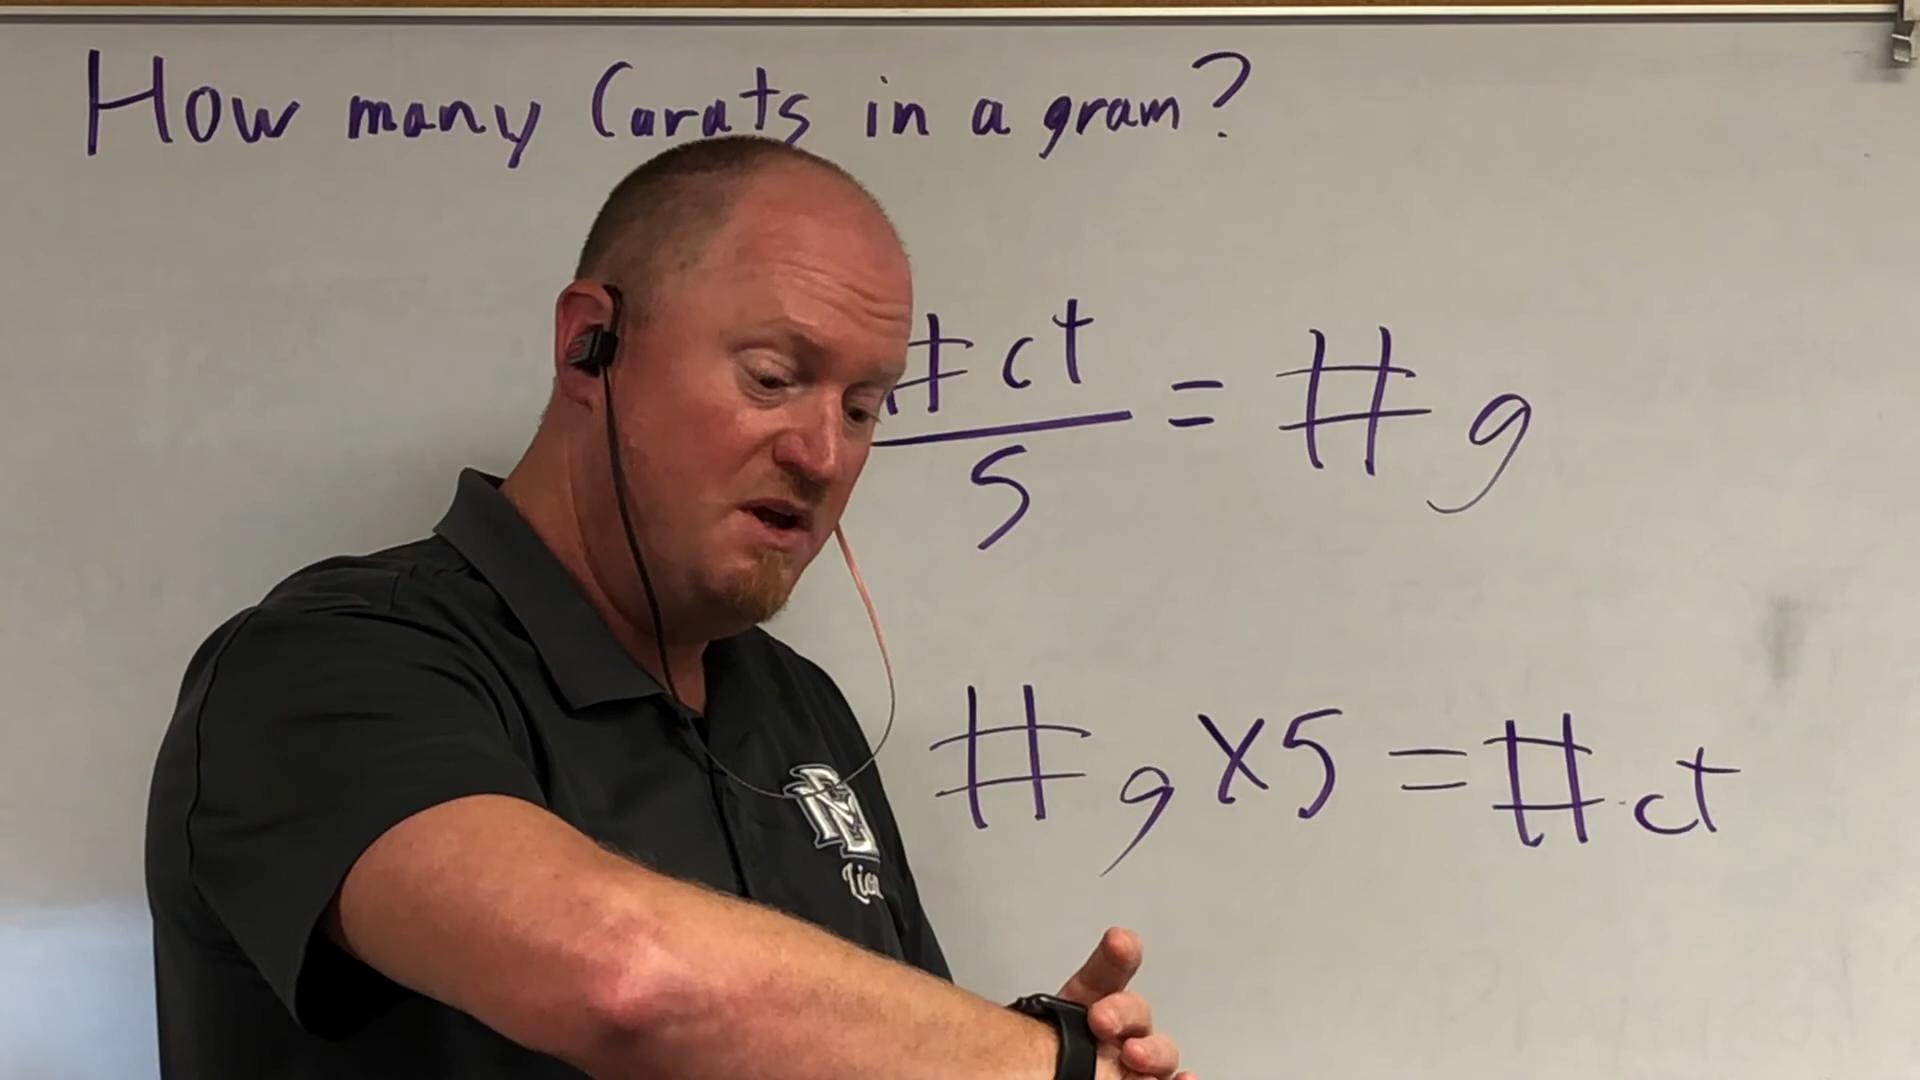 How many Carats in a gram?
# ct
5
= # g
# g x 5 = # ct